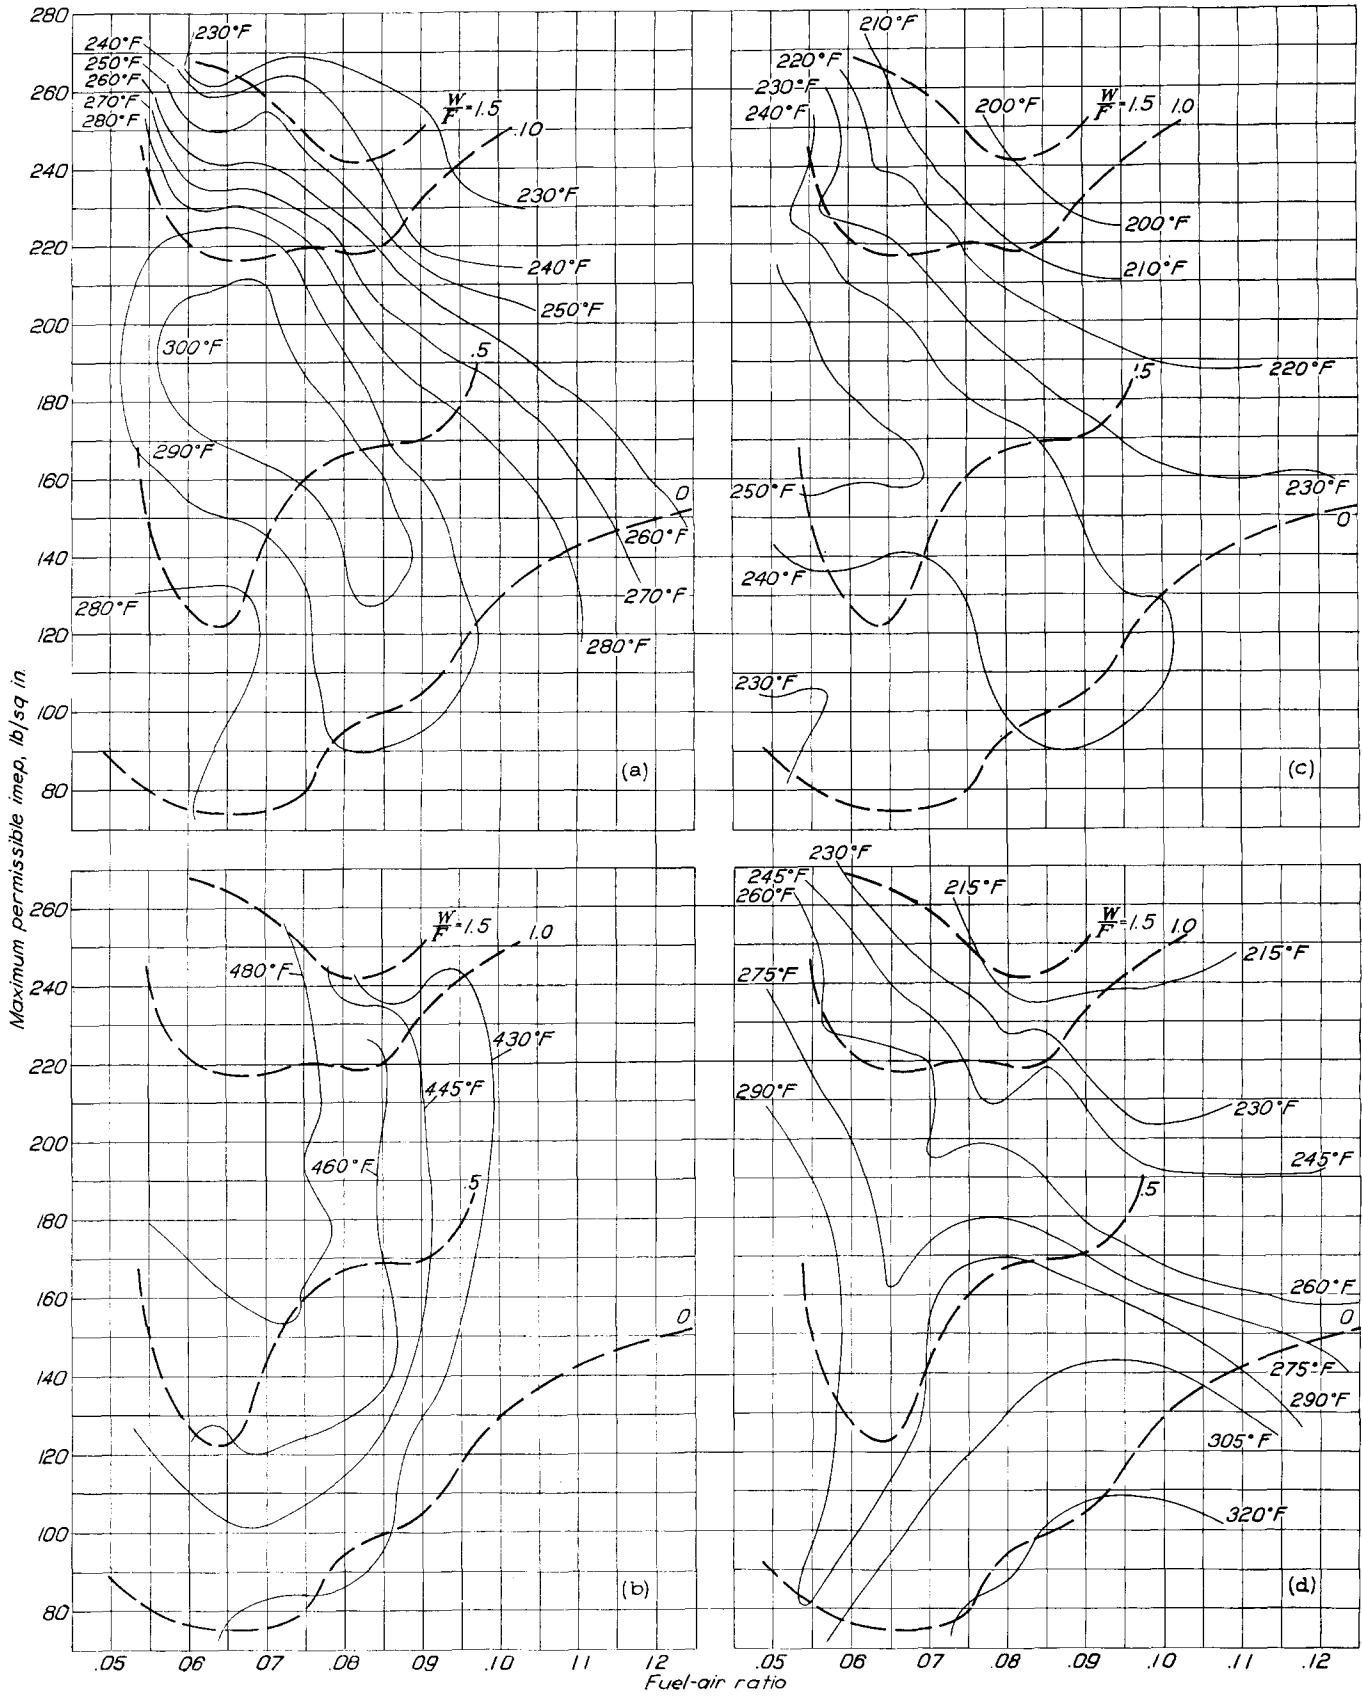 280
260
240
220
200
180
160
140
120
100
80
240°F
250°F
260°F
270°F
280°F
230°F
W/F=1.5
.10
230°F
240°F
250°F
300°F
.5
290°F
0
260°F
280°F
270°F
280°F
(a)
210°F
220°F
230°F
240°F
200°F
W/F=1.5
1.0
200°F
210°F
.5
220°F
250°F
230°F
0
240°F
230°F
(c)
Maximum permissible imep, lb/sq in.
260
240
220
200
180
160
140
120
100
80
W/F=1.5
1.0
480°F
430°F
445°F
460°F
.5
0
(b)
.05 .06 .07 .08 .09 .10 .11 .12
230°F
245°F
260°F
215°F
W/F=1.5
1.0
275°F
215°F
290°F
230°F
245°F
.5
260°F
0
275°F
290°F
305°F
320°F
(d)
.05 .06 .07 .08 .09 .10 .11 .12
Fuel-air ratio